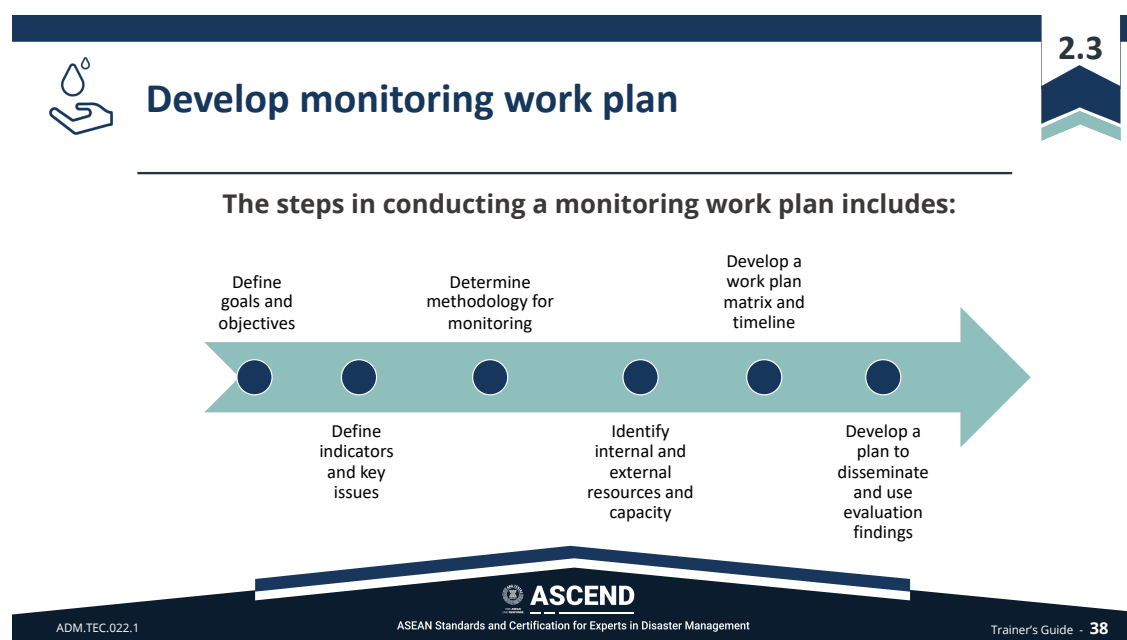 2.3
Develop monitoring work plan
The steps in conducting a monitoring work plan includes:
Define
goals and
objectives
Define
indicators
and key
issues
Determine
methodology for
monitoring
Identify
internal and
external
resources and
capacity
Develop a
work plan
matrix and
timeline
Develop a
plan to
disseminate
and use
evaluation
findings
ASCEND
ADM.TEC.022.1
ASEAN Standards and Certification for Experts in Disaster Management
Trainer's Guide - 38